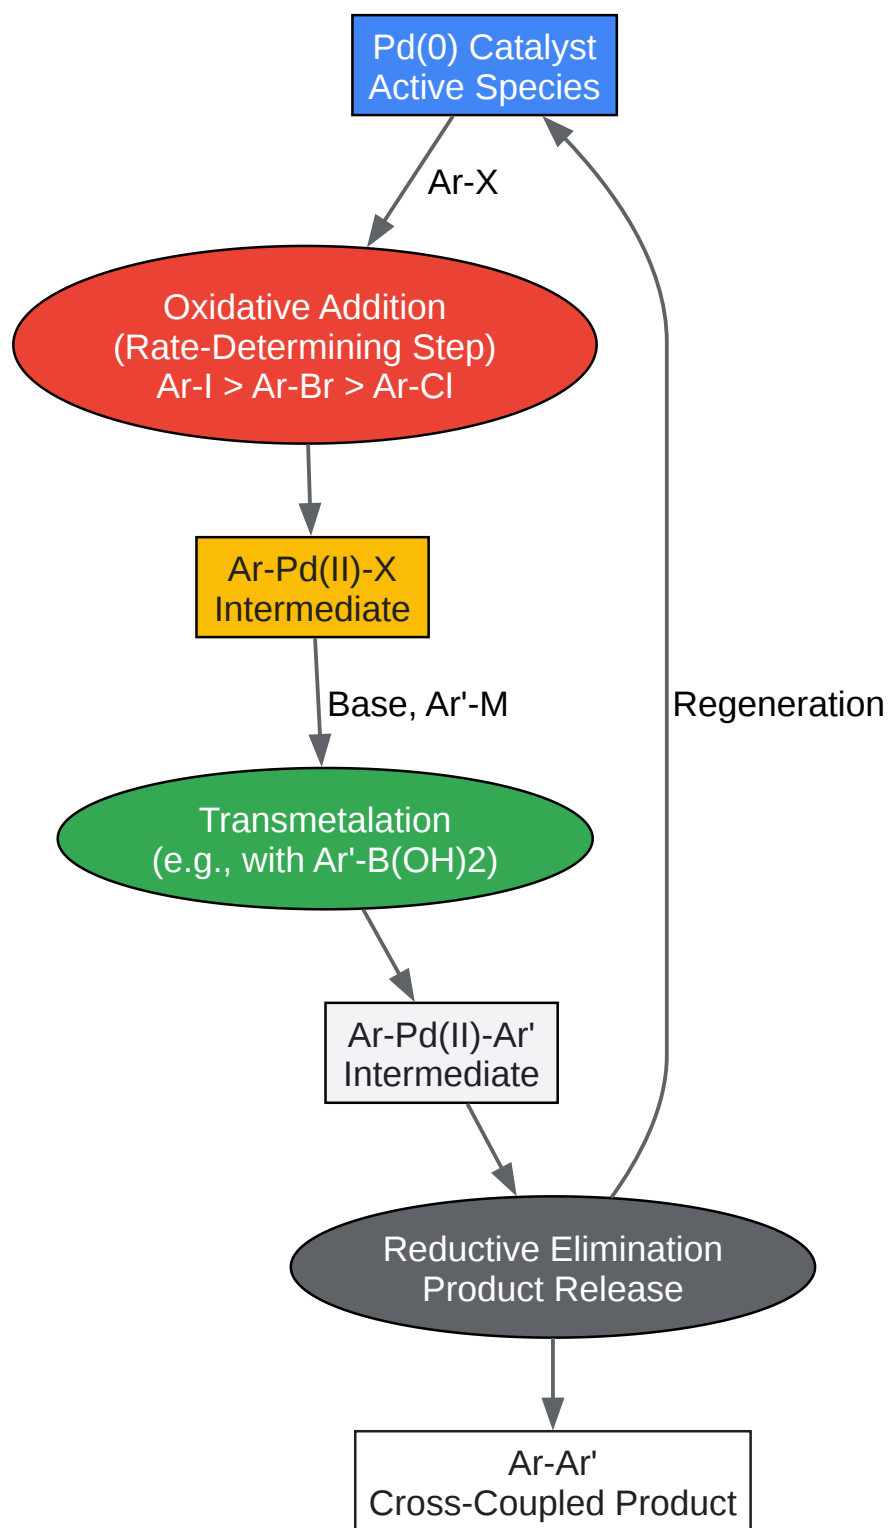 Pd(0) Catalyst
Active Species
Ar-X
Oxidative Addition
(Rate-Determining Step)
Ar-I > Ar-Br > Ar-Cl
Ar-Pd(II)-X
Intermediate
Base, Ar'-M
Regeneration
Transmetalation
(e.g., with Ar'-B(OH)2)
Ar-Pd(II)-Ar'
Intermediate
Reductive Elimination
Product Release
Ar-Ar'
Cross-Coupled Product